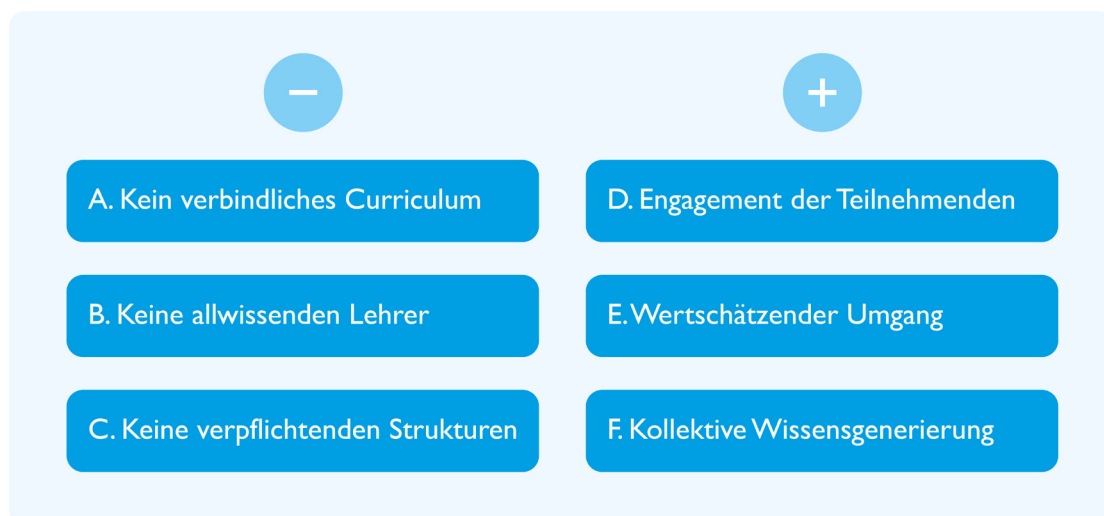 −
+
A. Kein verbindliches Curriculum
D. Engagement der Teilnehmenden
B. Keine allwissenden Lehrer
E. Wertschätzender Umgang
C. Keine verpflichtenden Strukturen
F. Kollektive Wissensgenerierung